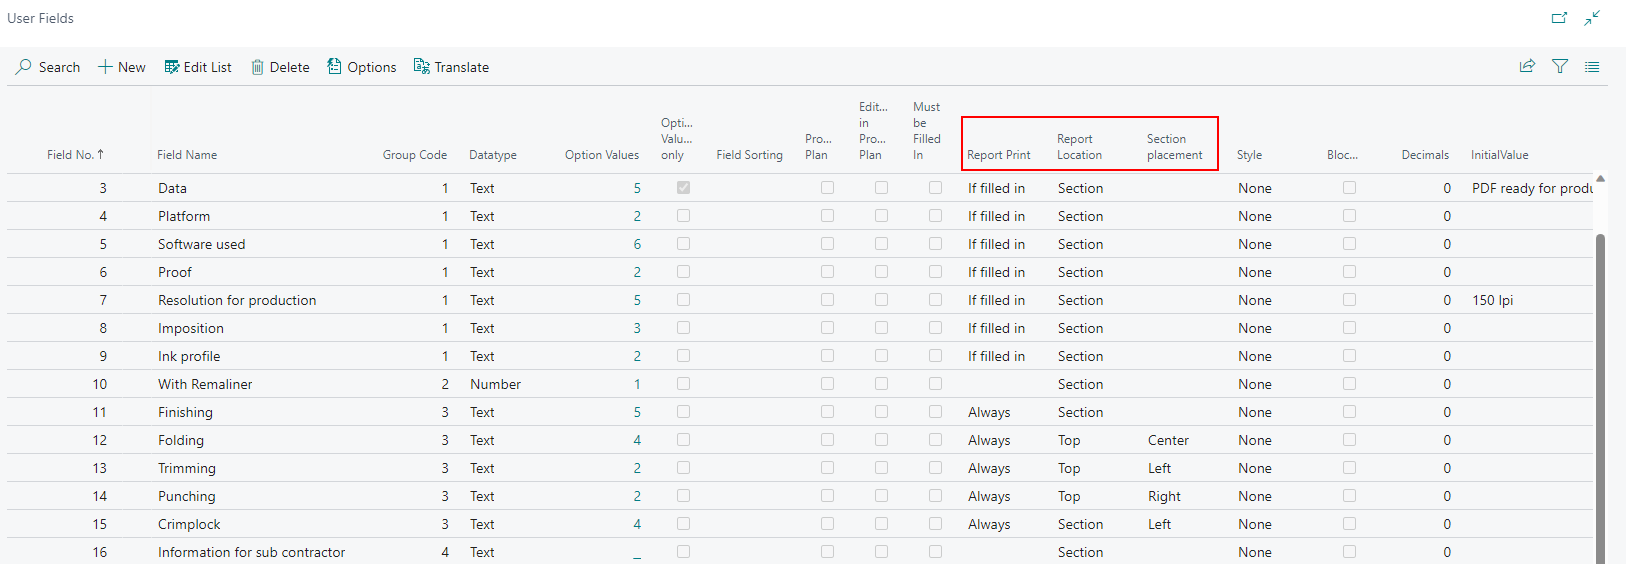 User Fields
Search New Edit List Delete Options Translate
Field No.↑ Field Name Group Code Datatype Option Values Opti... Valu... only Field Sorting Pro... Plan Edit... in Pro... Plan Must be Filled In Report Print Report Location Section placement Style Bloc... Decimals InitialValue
3 Data 1 Text 5 If filled in Section None 0 PDF ready for produ
4 Platform 1 Text 2 If filled in Section None 0
5 Software used 1 Text 6 If filled in Section None 0
6 Proof 1 Text 2 If filled in Section None 0
7 Resolution for production 1 Text 5 If filled in Section None 0 150 lpi
8 Imposition 1 Text 3 If filled in Section None 0
9 Ink profile 1 Text 2 If filled in Section None 0
10 With Remaliner 2 Number 1 Section None 0
11 Finishing 3 Text 5 Always Section None 0
12 Folding 3 Text 4 Always Top Center None 0
13 Trimming 3 Text 2 Always Top Left None 0
14 Punching 3 Text 2 Always Top Right None 0
15 Crimplock 3 Text 4 Always Section Left None 0
16 Information for sub contractor 4 Text _ Section None 0